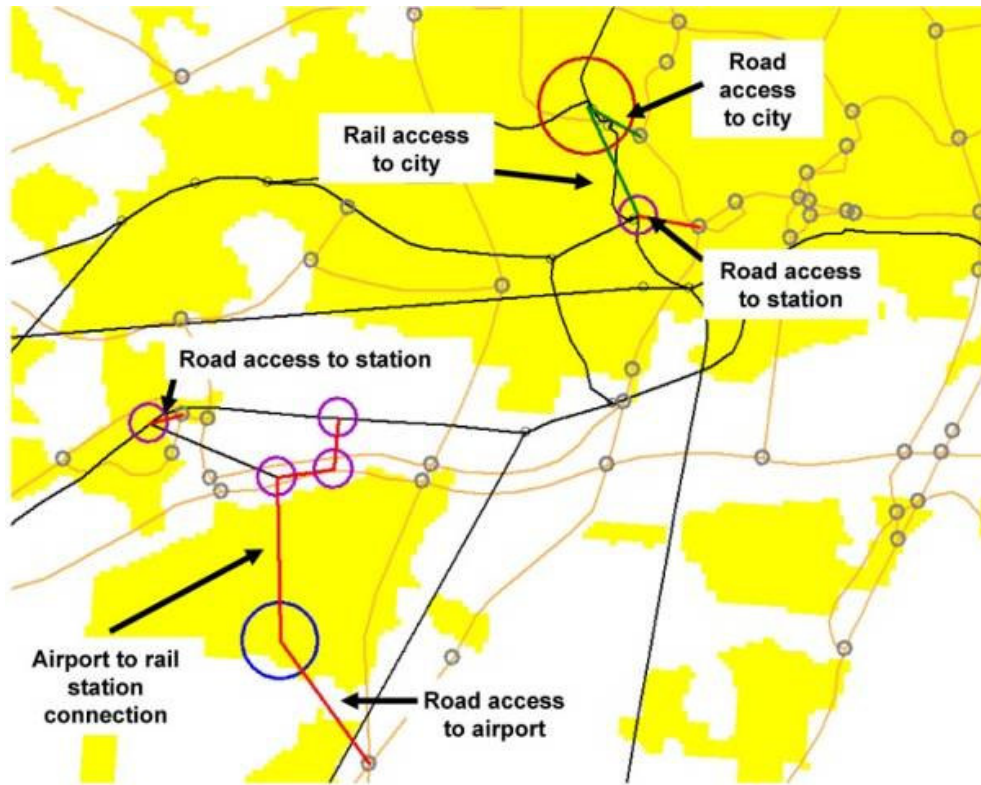 Road
access
to city
Rail access
to city
Road access
to station
Road access to station
Airport to rail
station
connection
Road access
to airport